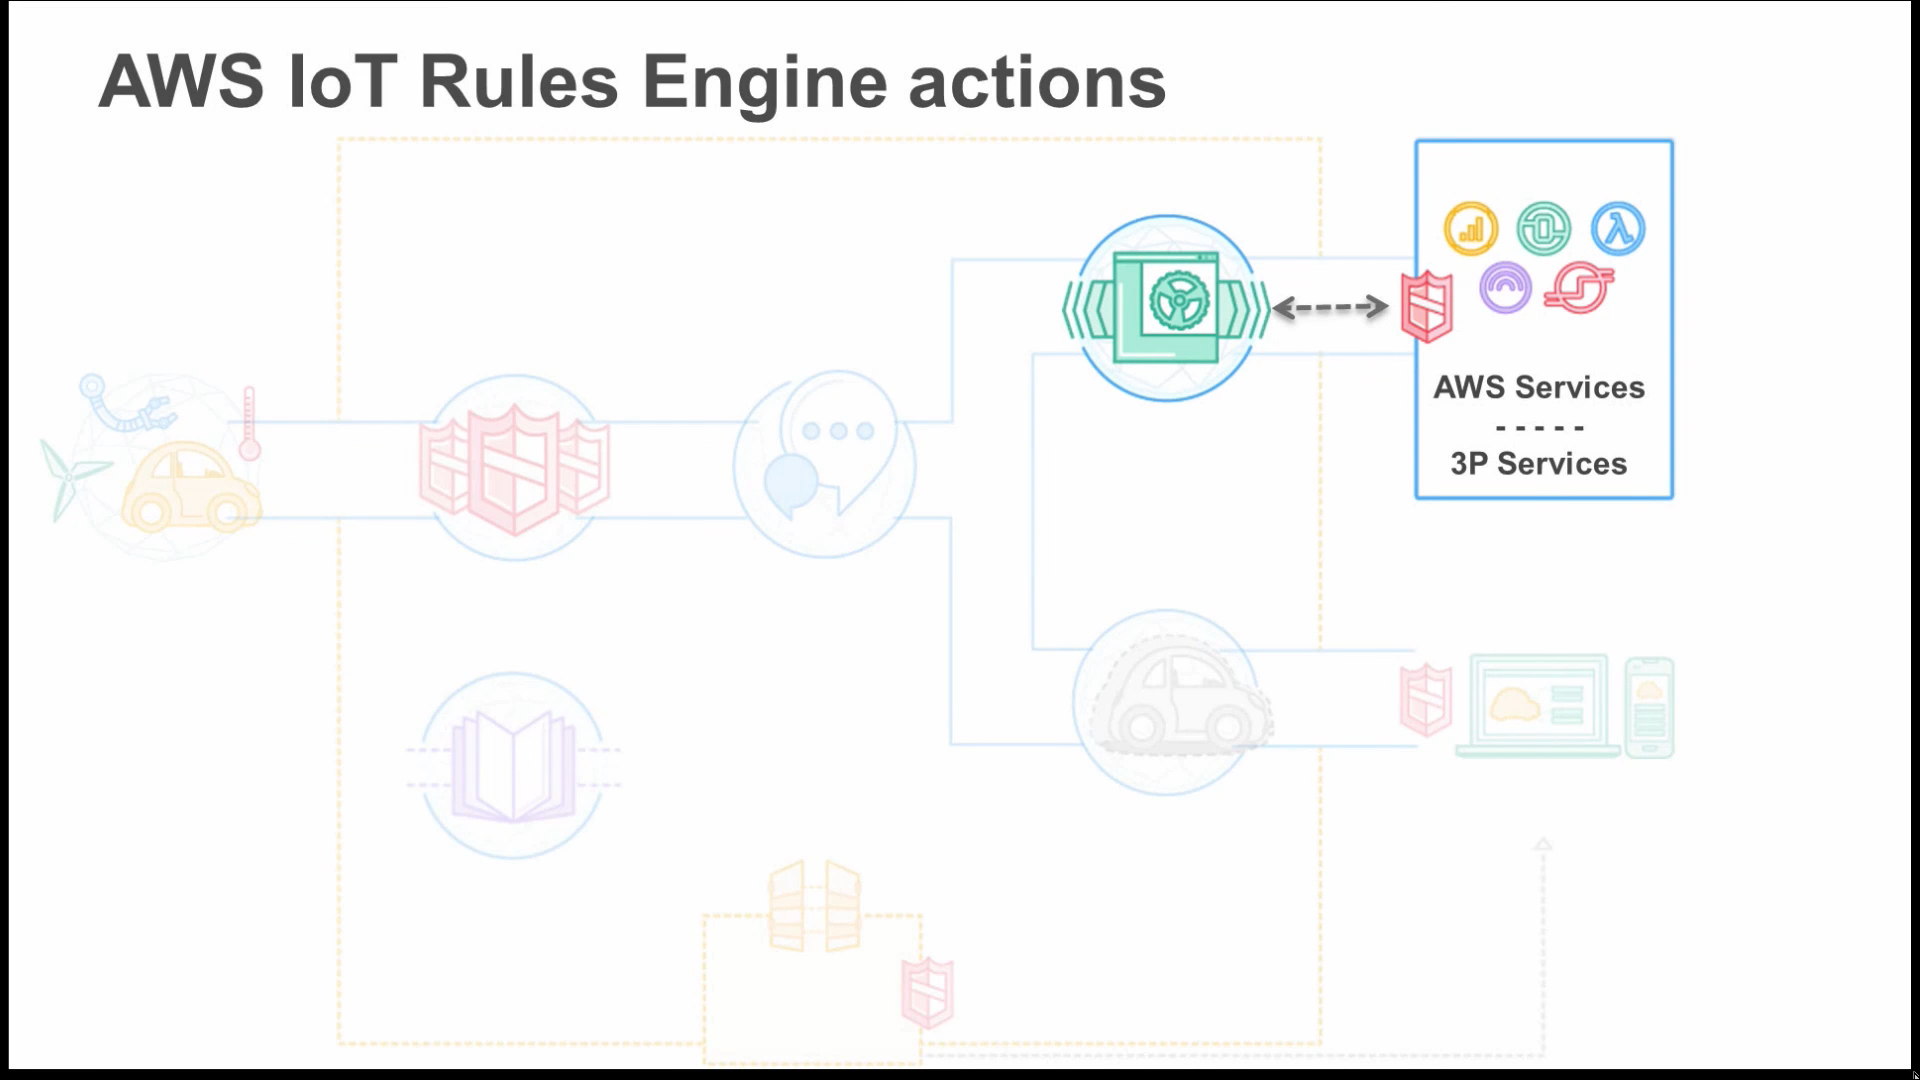 AWS IoT Rules Engine actions
AWS Services
- - - - -
3P Services